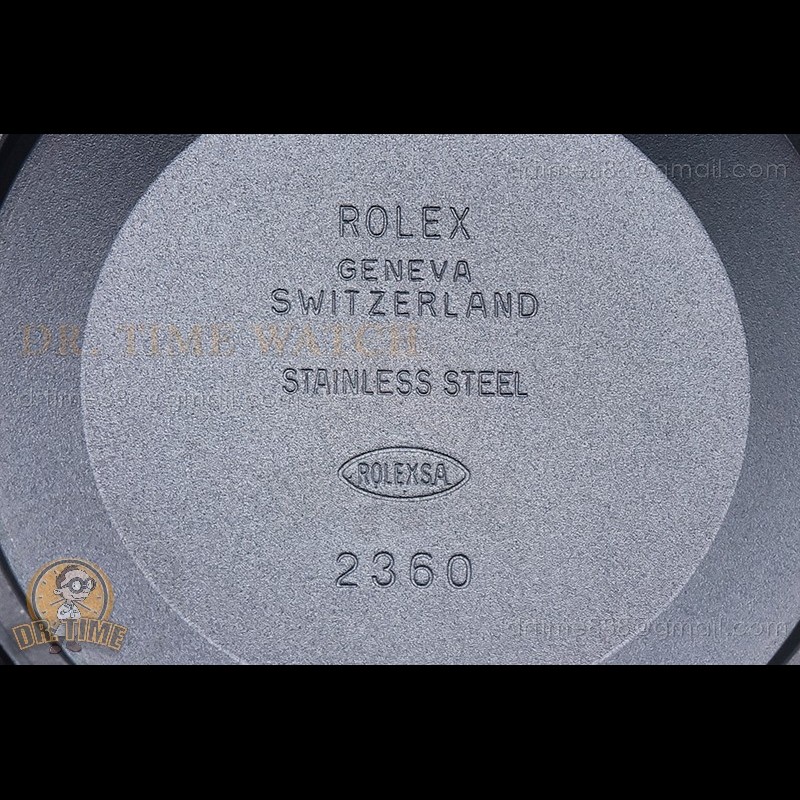 ROLEX
GENEVA
SWITZERLAND
DR. TIME WATCH
STAINLESS STEEL
ROLEXSA
2360
DR. TIME